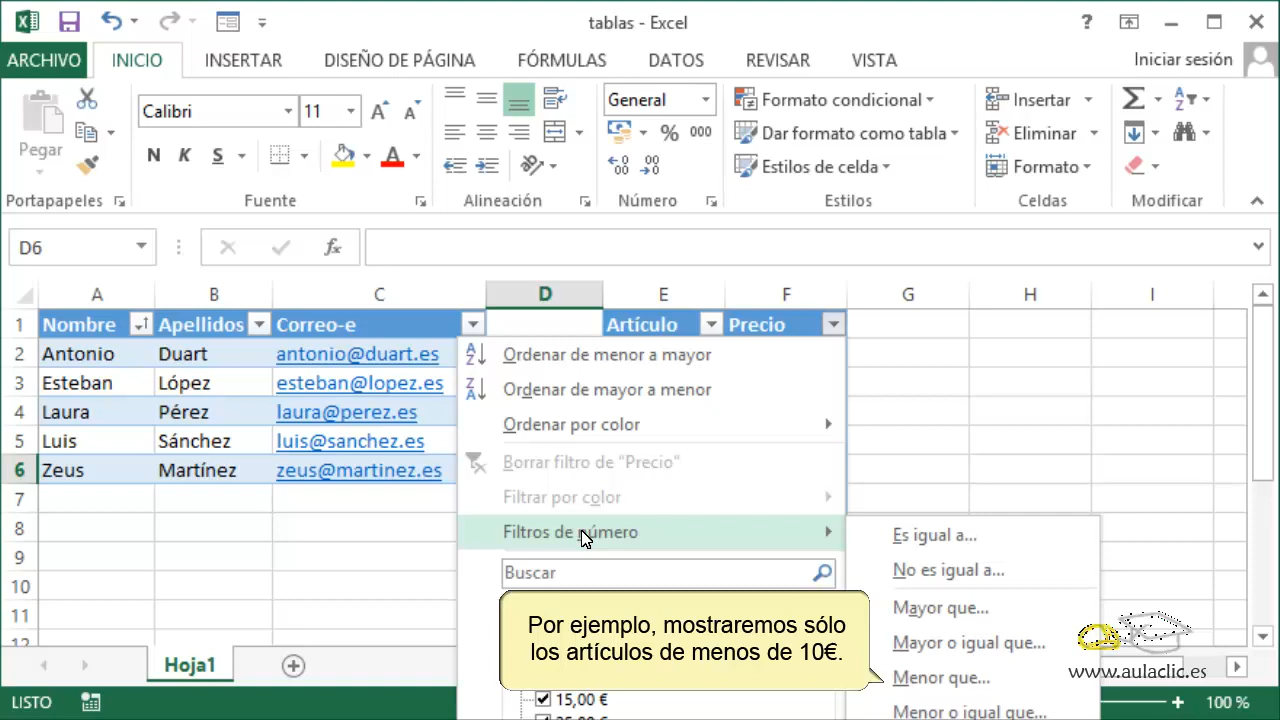 tablas - Excel
?
ARCHIVO INICIO INSERTAR DISEÑO DE PÁGINA FÓRMULAS DATOS REVISAR VISTA Iniciar sesión
Pegar
Calibri 11
General
Formato condicional
Insertar
Σ
N K S
% 000
Dar formato como tabla
Eliminar
Estilos de celda
Formato
Portapapeles Fuente Alineación Número Estilos Celdas Modificar
D6 fx
A B C D E F G H I
1 Nombre Apellidos Correo-e Artículo Precio
2 Antonio Duart antonio@duart.es
3 Esteban López esteban@lopez.es
4 Laura Pérez laura@perez.es
5 Luis Sánchez luis@sanchez.es
6 Zeus Martínez zeus@martinez.es
7
8
9
10
11
12
Ordenar de menor a mayor
Ordenar de mayor a menor
Ordenar por color
Borrar filtro de "Precio"
Filtrar por color
Filtros de número
Buscar
Es igual a...
No es igual a...
Mayor que...
Mayor o igual que...
Menor que...
Menor o igual que...
Por ejemplo, mostraremos sólo
los artículos de menos de 10€.
15,00 €
www.aulaclic.es
Hoja1
LISTO 100 %